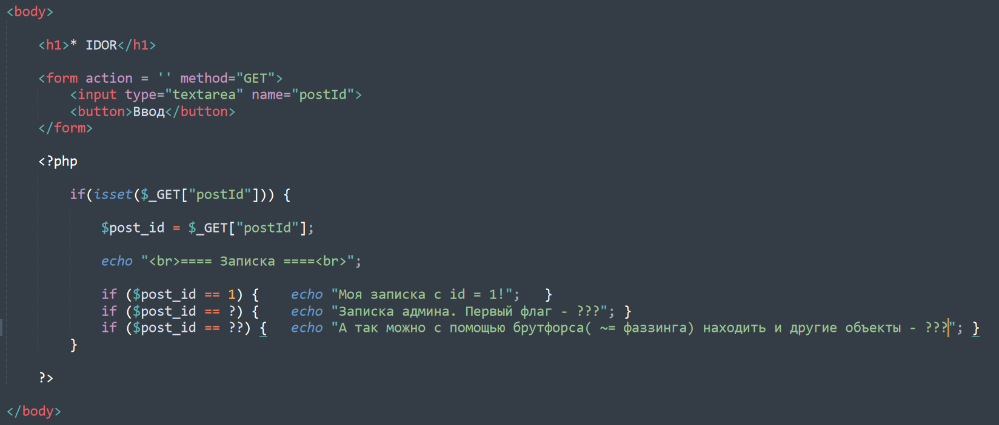 <body>
<h1>* IDOR</h1>
<form action = '' method="GET">
<input type="textarea" name="postId">
<button>Ввод</button>
</form>
<?php
if(isset($_GET["postId"])) {
$post_id = $_GET["postId"];
echo "<br>==== Записка ====<br>";
if ($post_id == 1) {    echo "Моя записка с id = 1!";   }
if ($post_id == ?) {    echo "Записка админа. Первый флаг - ???"; }
if ($post_id == ??) {   echo "А так можно с помощью брутфорса( ~= фаззинга) находить и другие объекты - ???"; }
}
?>
</body>